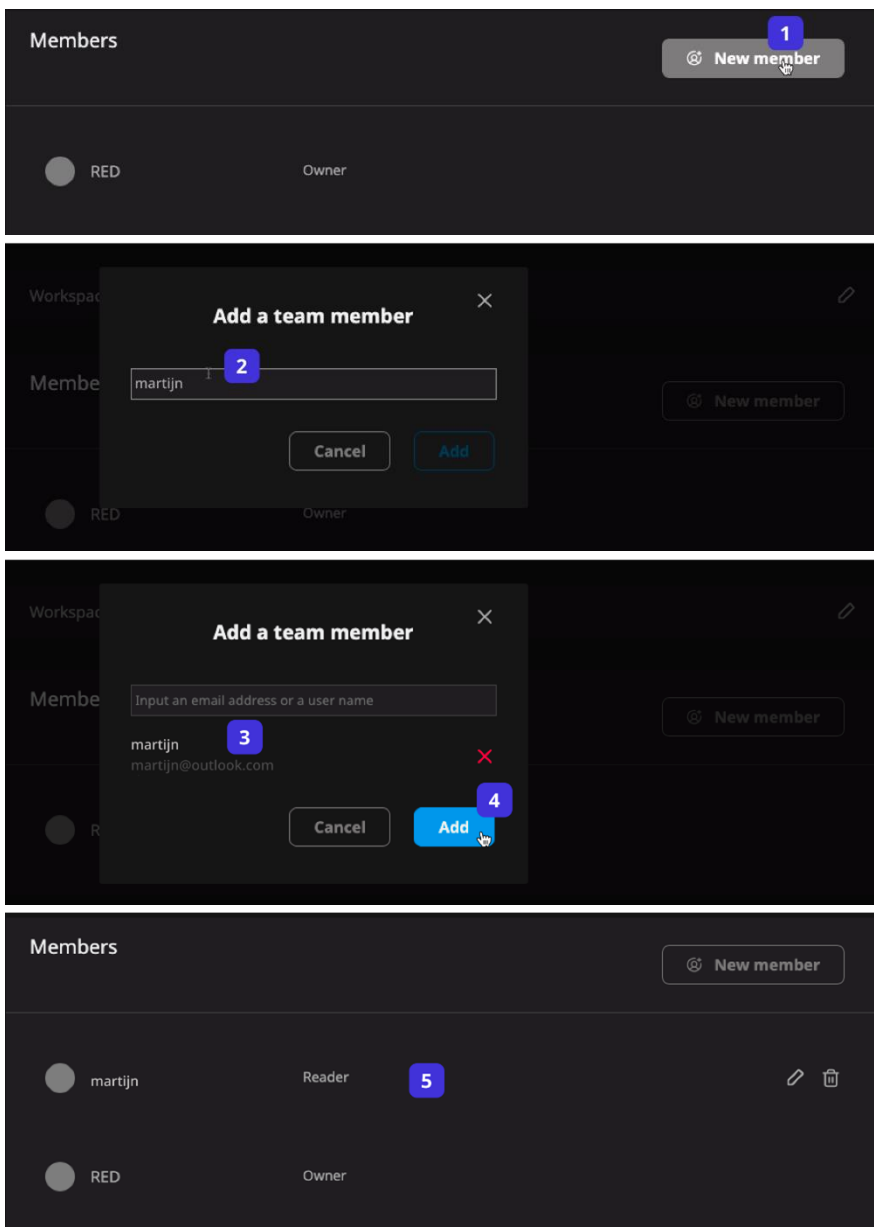 Members
1
New member
RED
Owner
Workspac
Add a team member
Membe
2
martijn
New member
Cancel
Add
RED
Owner
Workspac
Add a team member
Membe
Input an email address or a user name
New member
martijn
3
martijn@outlook.com
4
Cancel
Add
R
Members
New member
martijn
Reader
5
RED
Owner